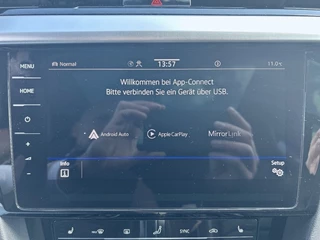 MENU
HOME
Normal
13:57
11.0°C
Willkommen bei App-Connect
Bitte verbinden Sie ein Gerät über USB.
Android Auto
Apple CarPlay
MirrorLink
Info
Setup
SYNC